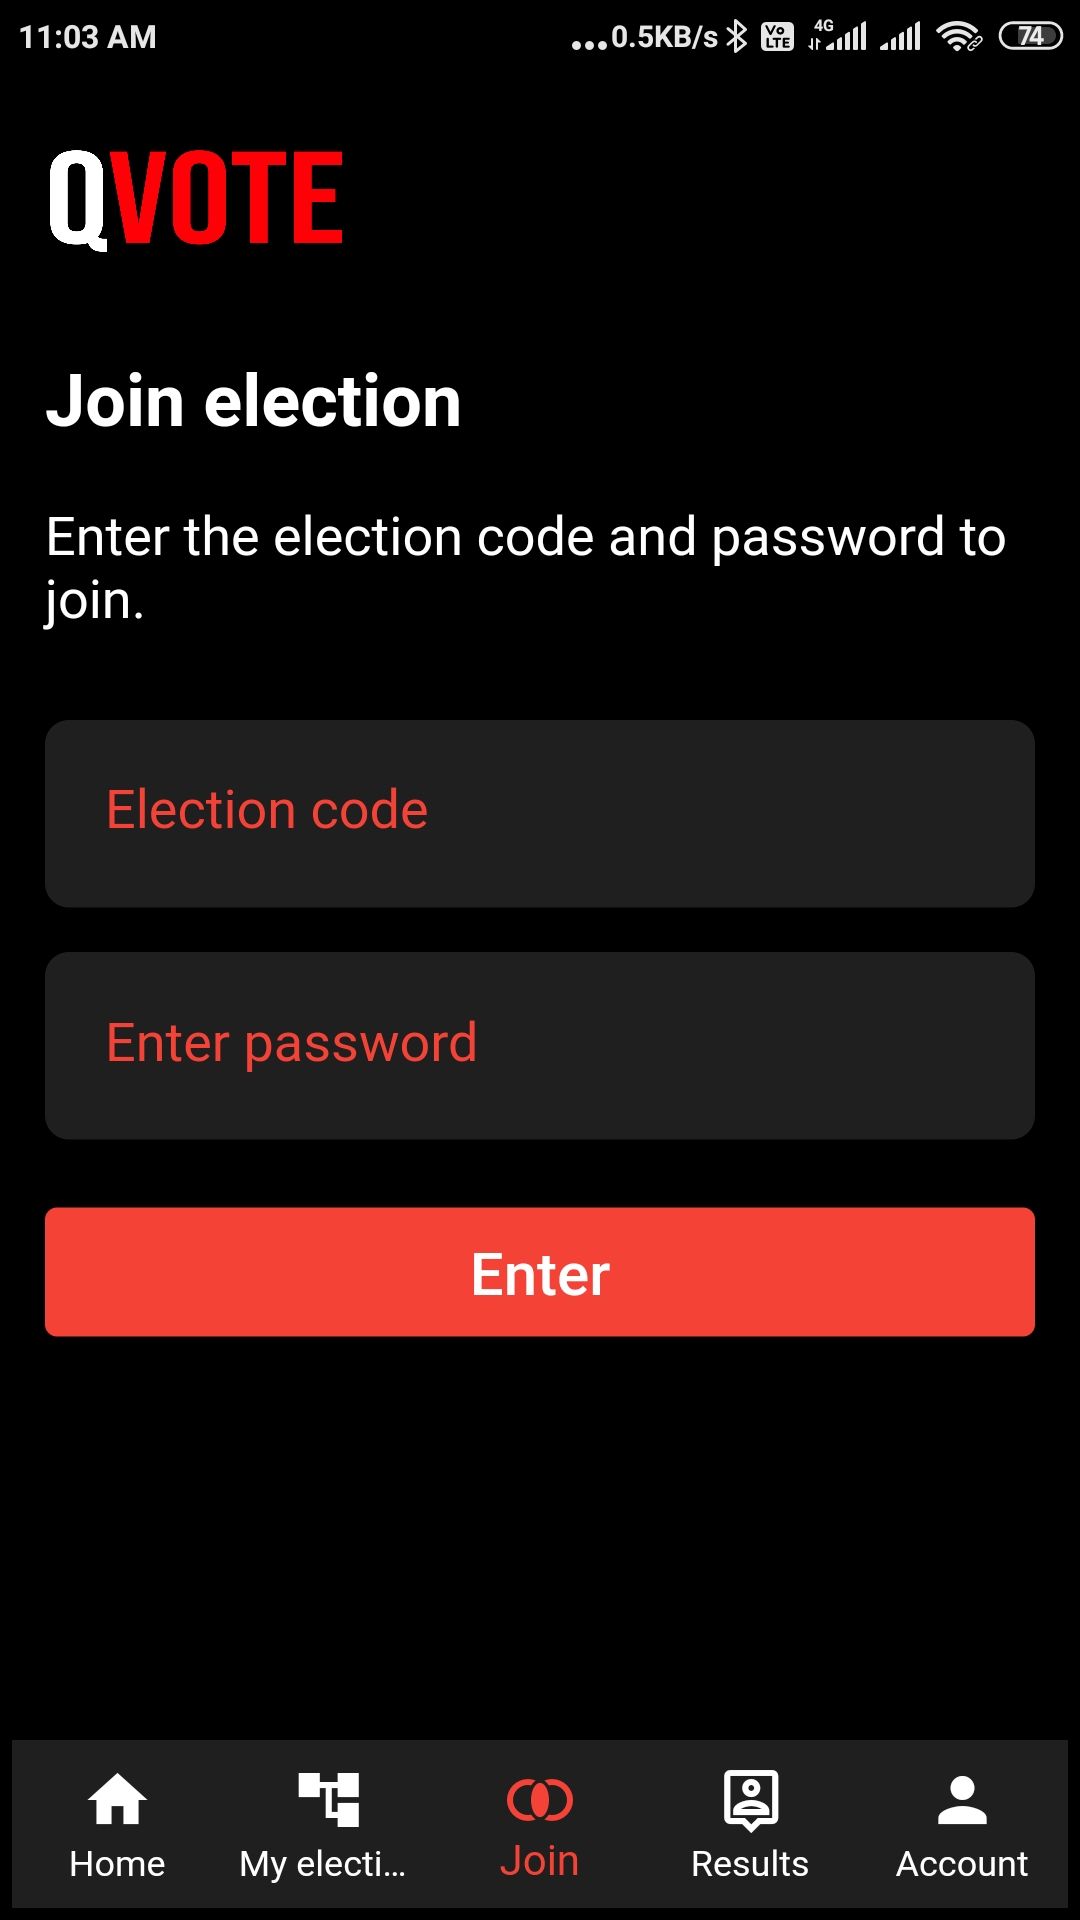 11:03 AM
...0.5KB/s Vo LTE 4G 74
QVOTE
Join election
Enter the election code and password to
join.
Election code
Enter password
Enter
Home My electi... Join Results Account